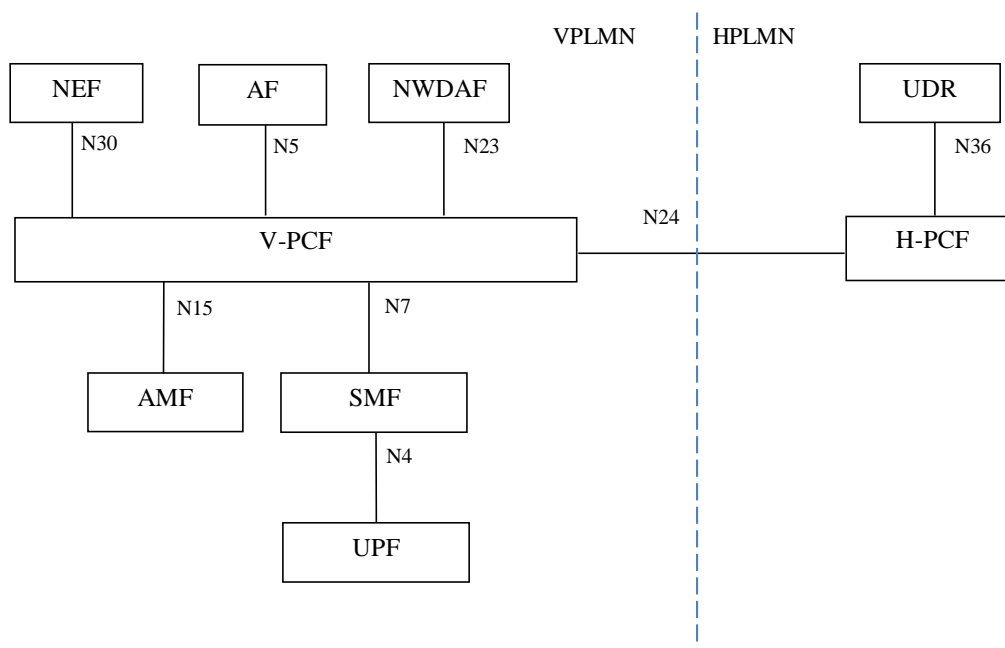 VPLMN
HPLMN
NEF
AF
NWDAF
UDR
N30
N5
N23
N36
N24
V-PCF
H-PCF
N15
N7
AMF
SMF
N4
UPF